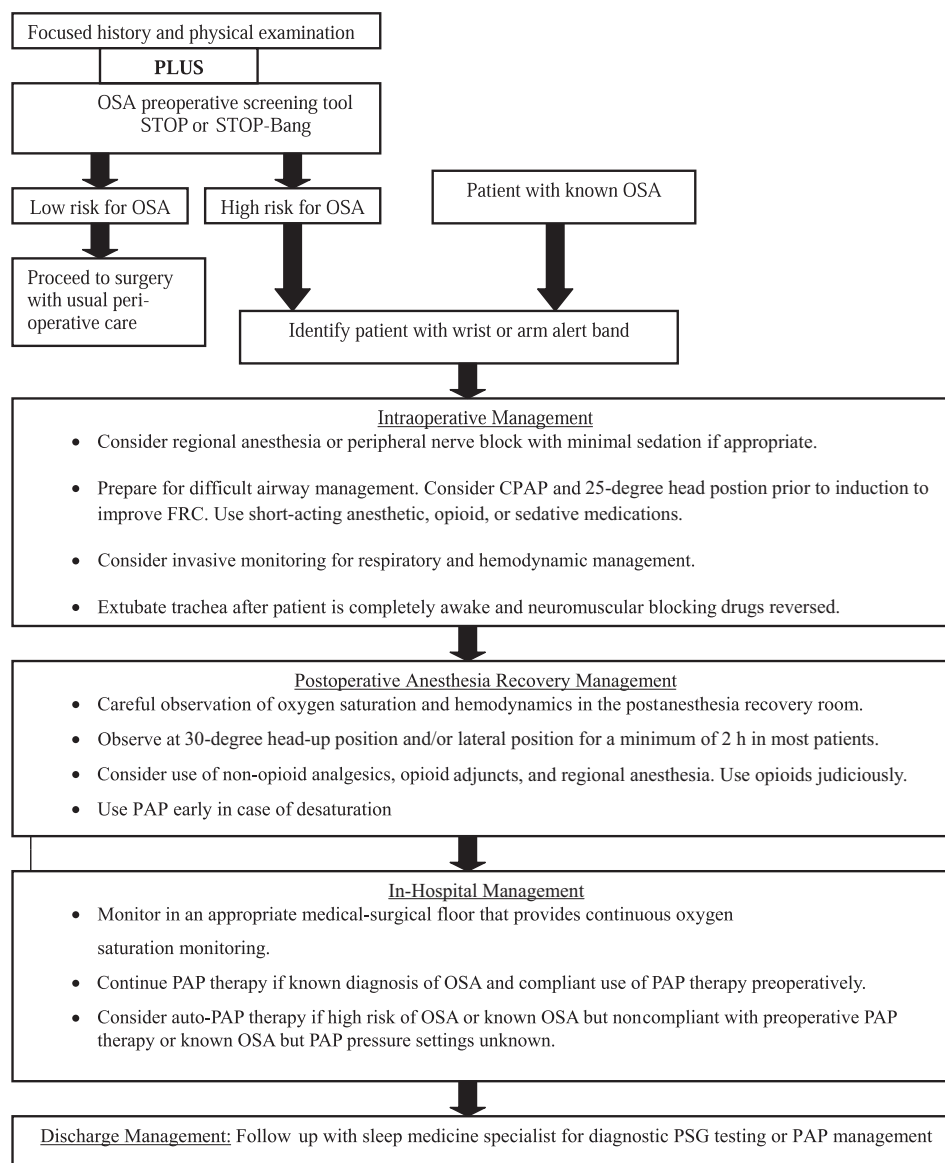 Focused history and physical examination
PLUS
OSA preoperative screening tool
STOP or STOP-Bang
Low risk for OSA
High risk for OSA
Patient with known OSA
Proceed to surgery
with usual peri-
operative care
Identify patient with wrist or arm alert band
Intraoperative Management
• Consider regional anesthesia or peripheral nerve block with minimal sedation if appropriate.
• Prepare for difficult airway management. Consider CPAP and 25-degree head postion prior to induction to
improve FRC. Use short-acting anesthetic, opioid, or sedative medications.
• Consider invasive monitoring for respiratory and hemodynamic management.
• Extubate trachea after patient is completely awake and neuromuscular blocking drugs reversed.
Postoperative Anesthesia Recovery Management
• Careful observation of oxygen saturation and hemodynamics in the postanesthesia recovery room.
• Observe at 30-degree head-up position and/or lateral position for a minimum of 2 h in most patients.
• Consider use of non-opioid analgesics, opioid adjuncts, and regional anesthesia. Use opioids judiciously.
• Use PAP early in case of desaturation
In-Hospital Management
• Monitor in an appropriate medical-surgical floor that provides continuous oxygen
saturation monitoring.
• Continue PAP therapy if known diagnosis of OSA and compliant use of PAP therapy preoperatively.
• Consider auto-PAP therapy if high risk of OSA or known OSA but noncompliant with preoperative PAP
therapy or known OSA but PAP pressure settings unknown.
Discharge Management: Follow up with sleep medicine specialist for diagnostic PSG testing or PAP management